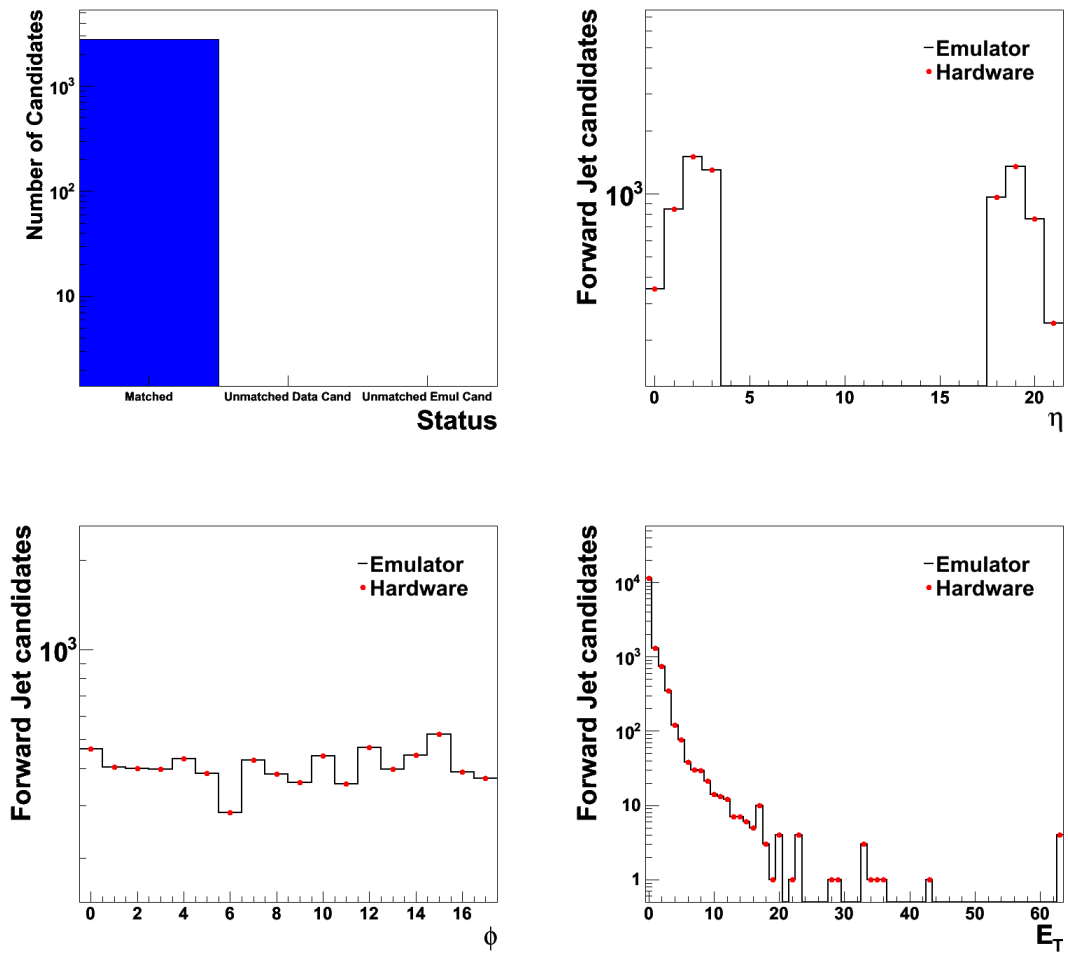 Number of Candidates
10³
10²
10
Matched Unmatched Data Cand Unmatched Emul Cand
Status
Forward Jet candidates
Emulator
Hardware
10³
0 5 10 15 20
η
Forward Jet candidates
Emulator
Hardware
10³
0 2 4 6 8 10 12 14 16
ϕ
Forward Jet candidates
Emulator
Hardware
10⁴
10³
10²
10
1
0 10 20 30 40 50 60
E_T